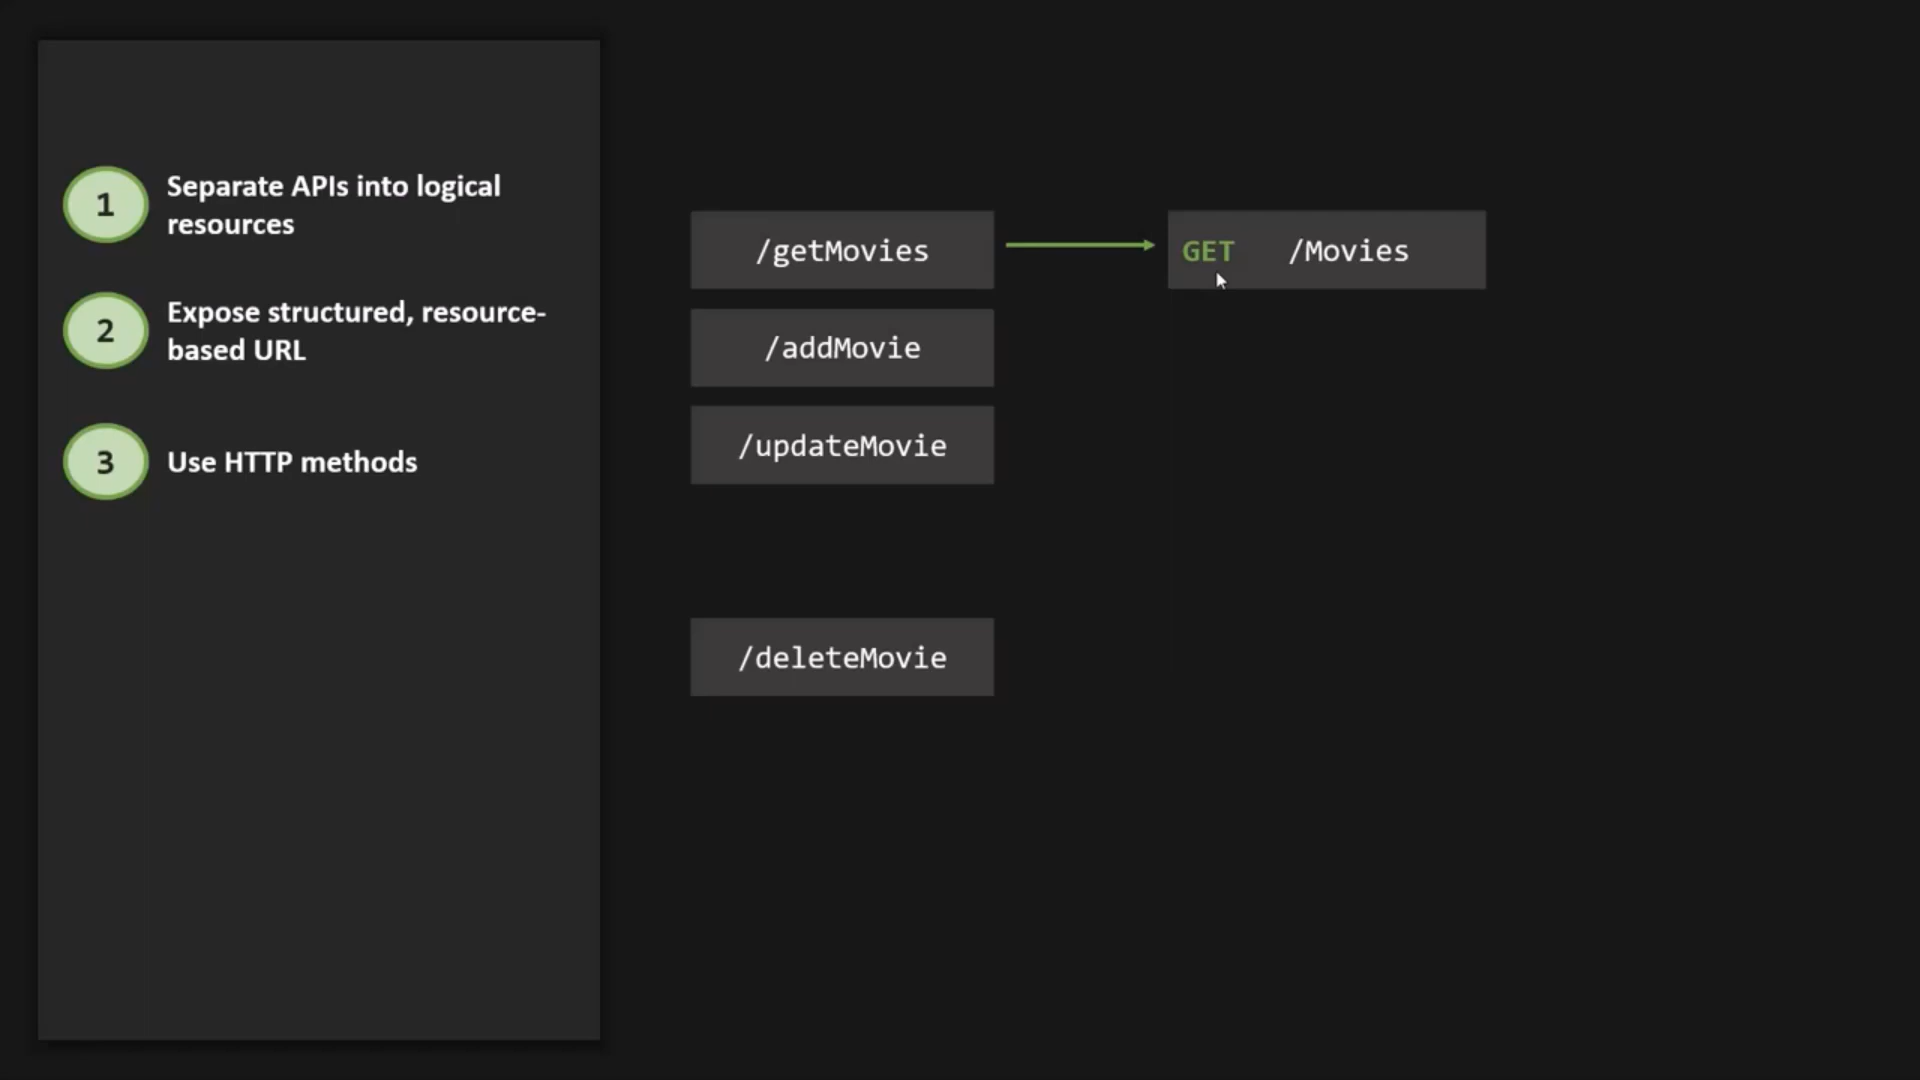 1
Separate APIs into logical
resources
2
Expose structured, resource-
based URL
3
Use HTTP methods
/getMovies
GET /Movies
/addMovie
/updateMovie
/deleteMovie